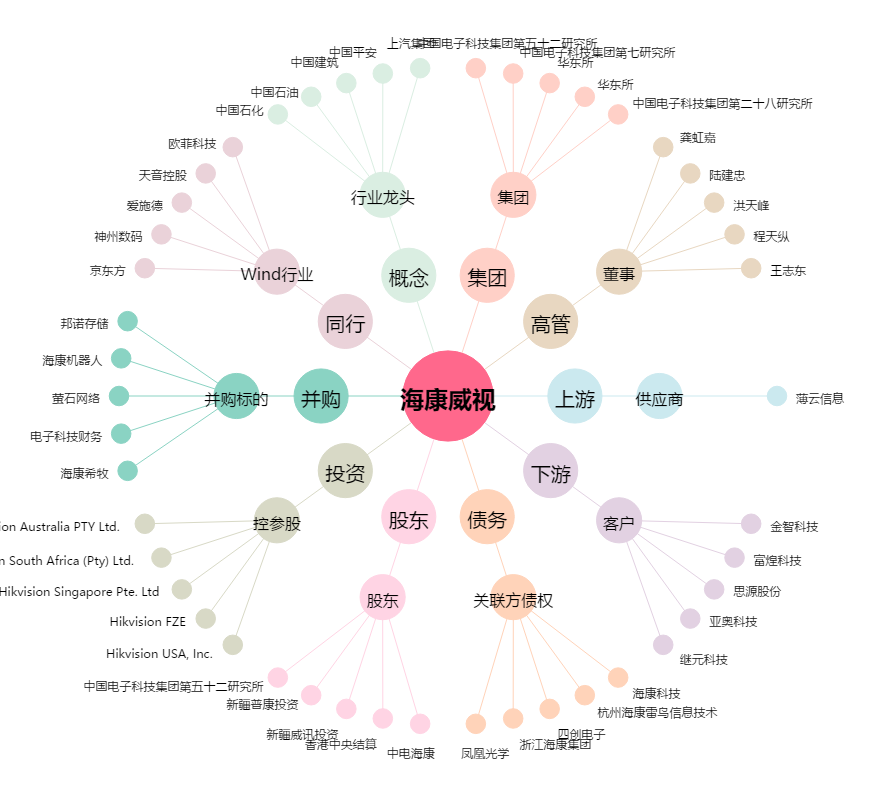 上汽集团
中国电子科技集团第五十二研究所
中国平安
中国电子科技集团第七研究所
中国建筑
华东所
中国石油
华东所
中国石化
中国电子科技集团第二十八研究所
欧菲科技
龚虹嘉
天音控股
陆建忠
行业龙头
集团
爱施德
洪天峰
神州数码
程天纵
京东方
Wind行业
概念
集团
董事
王志东
邦诺存储
同行
高管
海康机器人
萤石网络
并购标的
并购
海康威视
上游
供应商
薄云信息
电子科技财务
海康希牧
投资
下游
ion Australia PTY Ltd.
控参股
股东
债务
客户
金智科技
n South Africa (Pty) Ltd.
富煌科技
Hikvision Singapore Pte. Ltd
思源股份
股东
关联方债权
Hikvision FZE
亚奥科技
Hikvision USA, Inc.
继元科技
中国电子科技集团第五十二研究所
海康科技
新疆普康投资
杭州海康雷鸟信息技术
新疆威讯投资
四创电子
香港中央结算
浙江海康集团
中电海康
凤凰光学